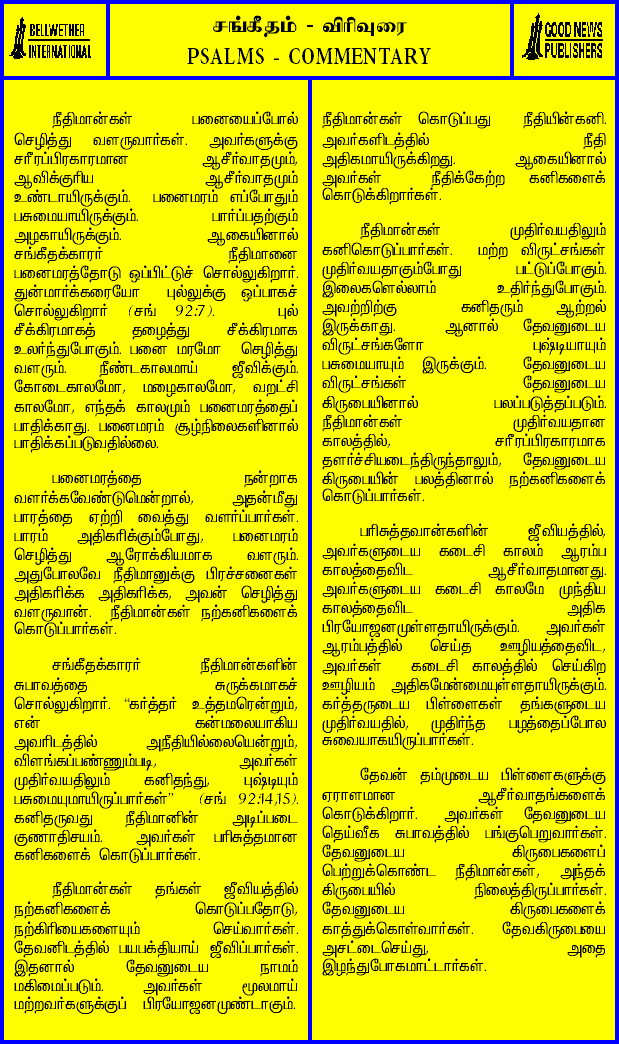 BELLWETHER
INTERNATIONAL
சங்கீதம் - விரிவுரை
PSALMS - COMMENTARY
GOOD NEWS
PUBLISHERS
நீதிமான்கள் பனையைப்போல்
செழித்து வளருவார்கள். அவர்களுக்கு
சரீரப்பிரகாரமான ஆசீர்வாதமும்,
ஆவிக்குரிய ஆசீர்வாதமும்
உண்டாயிருக்கும். பனைமரம் எப்போதும்
பசுமையாயிருக்கும். பார்ப்பதற்கும்
அழகாயிருக்கும். ஆகையினால்
சங்கீதக்காரர் நீதிமானை
பனைமரத்தோடு ஒப்பிட்டுச் சொல்லுகிறார்.
துன்மார்க்கரையோ புல்லுக்கு ஒப்பாகச்
சொல்லுகிறார் (சங் 92:7). புல்
சீக்கிரமாகத் தழைத்து சீக்கிரமாக
உலர்ந்துபோகும். பனை மரமோ செழித்து
வளரும். நீண்டகாலமாய் ஜீவிக்கும்.
கோடைகாலமோ, மழைகாலமோ, வறட்சி
காலமோ, எந்தக் காலமும் பனைமரத்தைப்
பாதிக்காது. பனைமரம் சூழ்நிலைகளினால்
பாதிக்கப்படுவதில்லை.
பனைமரத்தை நன்றாக
வளர்க்கவேண்டுமென்றால், அதன்மீது
பாரத்தை ஏற்றி வைத்து வளர்ப்பார்கள்.
பாரம் அதிகரிக்கும்போது, பனைமரம்
செழித்து ஆரோக்கியமாக வளரும்.
அதுபோலவே நீதிமானுக்கு பிரச்சனைகள்
அதிகரிக்க அதிகரிக்க, அவன் செழித்து
வளருவான். நீதிமான்கள் நற்கனிகளைக்
கொடுப்பார்கள்.
சங்கீதக்காரர் நீதிமான்களின்
சுபாவத்தை சுருக்கமாகச்
சொல்லுகிறார். "கர்த்தர் உத்தமரென்றும்,
என் கன்மலையாகிய
அவரிடத்தில் அநீதியில்லையென்றும்,
விளங்கப்பண்ணும்படி, அவர்கள்
முதிர்வயதிலும் கனிதந்து, புஷ்டியும்
பசுமையுமாயிருப்பார்கள்" (சங் 92:14,15).
கனிதருவது நீதிமானின் அடிப்படை
குணாதிசயம். அவர்கள் பரிசுத்தமான
கனிகளைக் கொடுப்பார்கள்.
நீதிமான்கள் தங்கள் ஜீவியத்தில்
நற்கனிகளைக் கொடுப்பதோடு,
நற்கிரியைகளையும் செய்வார்கள்.
தேவனிடத்தில் பயபக்தியாய் ஜீவிப்பார்கள்.
இதனால் தேவனுடைய நாமம்
மகிமைப்படும். அவர்கள் மூலமாய்
மற்றவர்களுக்குப் பிரயோஜனமுண்டாகும்.
நீதிமான்கள் கொடுப்பது நீதியின்கனி.
அவர்களிடத்தில் நீதி
அதிகமாயிருக்கிறது. ஆகையினால்
அவர்கள் நீதிக்கேற்ற கனிகளைக்
கொடுக்கிறார்கள்.
நீதிமான்கள் முதிர்வயதிலும்
கனிகொடுப்பார்கள். மற்ற விருட்சங்கள்
முதிர்வயதாகும்போது பட்டுப்போகும்.
இலைகளெல்லாம் உதிர்ந்துபோகும்.
அவற்றிற்கு கனிதரும் ஆற்றல்
இருக்காது. ஆனால் தேவனுடைய
விருட்சங்களோ புஷ்டியாயும்
பசுமையாயும் இருக்கும். தேவனுடைய
விருட்சங்கள் தேவனுடைய
கிருபையினால் பலப்படுத்தப்படும்.
நீதிமான்கள் முதிர்வயதான
காலத்தில், சரீரப்பிரகாரமாக
தளர்ச்சியடைந்திருந்தாலும், தேவனுடைய
கிருபையின் பலத்தினால் நற்கனிகளைக்
கொடுப்பார்கள்.
பரிசுத்தவான்களின் ஜீவியத்தில்,
அவர்களுடைய கடைசி காலம் ஆரம்ப
காலத்தைவிட ஆசீர்வாதமானது.
அவர்களுடைய கடைசி காலமே முந்திய
காலத்தைவிட அதிக
பிரயோஜனமுள்ளதாயிருக்கும். அவர்கள்
ஆரம்பத்தில் செய்த ஊழியத்தைவிட,
அவர்கள் கடைசி காலத்தில் செய்கிற
ஊழியம் அதிகமேன்மையுள்ளதாயிருக்கும்.
கர்த்தருடைய பிள்ளைகள் தங்களுடைய
முதிர்வயதில், முதிர்ந்த பழத்தைப்போல
சுவையாகயிருப்பார்கள்.
தேவன் தம்முடைய பிள்ளைகளுக்கு
ஏராளமான ஆசீர்வாதங்களைக்
கொடுக்கிறார். அவர்கள் தேவனுடைய
தெய்வீக சுபாவத்தில் பங்குபெறுவார்கள்.
தேவனுடைய கிருபைகளைப்
பெற்றுக்கொண்ட நீதிமான்கள், அந்தக்
கிருபையில் நிலைத்திருப்பார்கள்.
தேவனுடைய கிருபைகளைக்
காத்துக்கொள்வார்கள். தேவகிருபையை
அசட்டைசெய்து, அதை
இழந்துபோகமாட்டார்கள்.